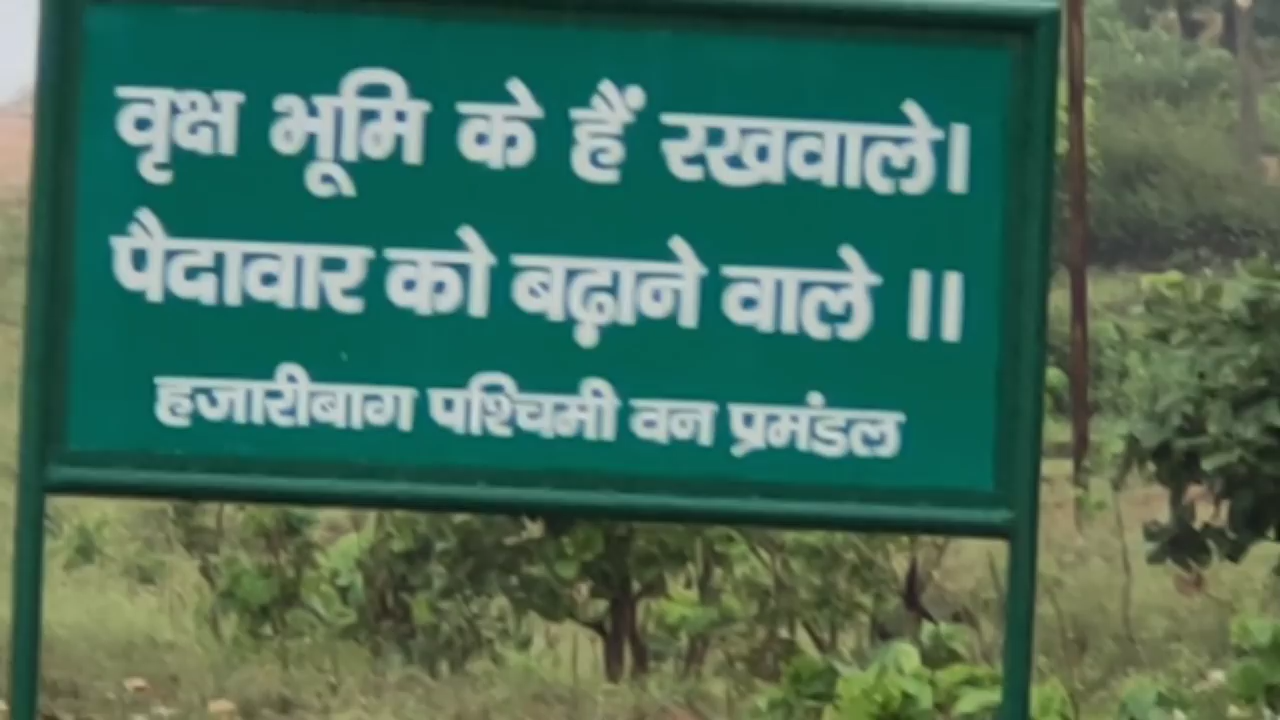 वृक्ष भूमि के हैं रखवाले।
पैदावार को बढ़ाने वाले ।।
हजारीबाग पश्चिमी वन प्रमंडल